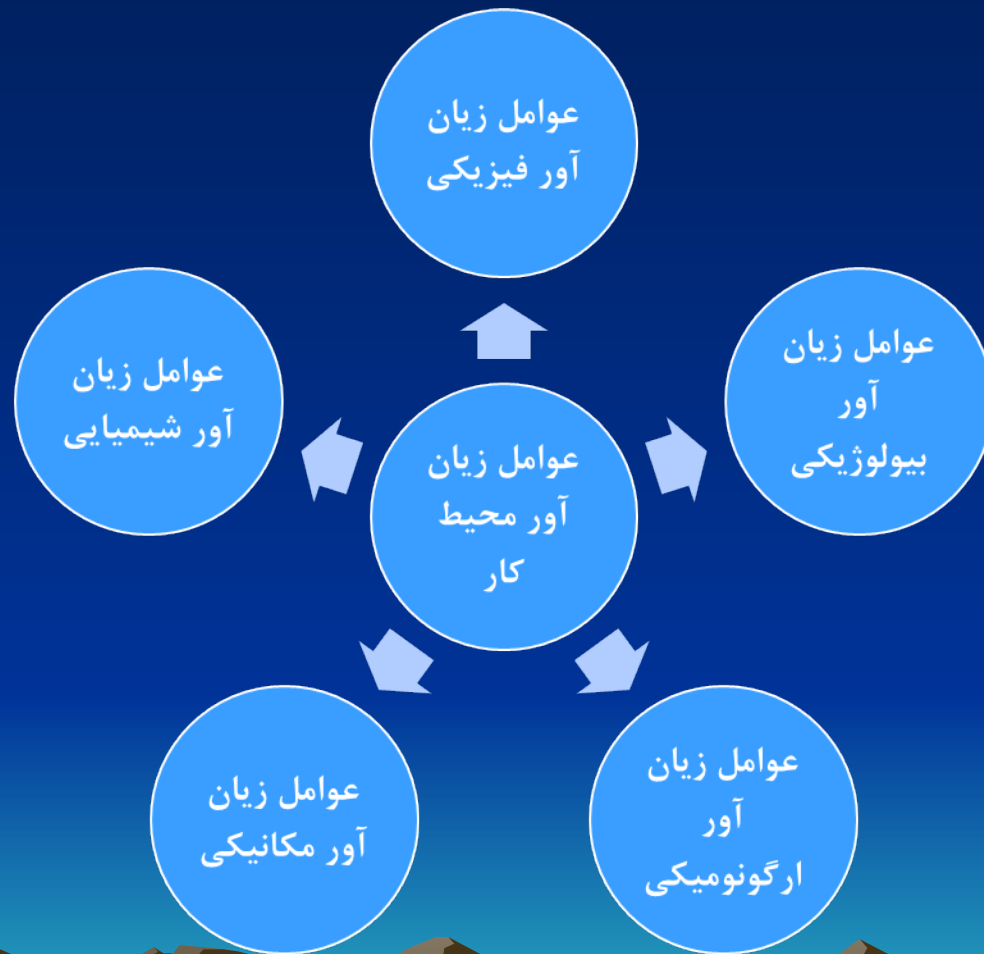 عوامل زیان
آور فیزیکی
عوامل زیان
آور
بیولوژیکی
عوامل زیان
آور شیمیایی
عوامل زیان
آور محیط
کار
عوامل زیان
آور
ارگونومیکی
عوامل زیان
آور مکانیکی